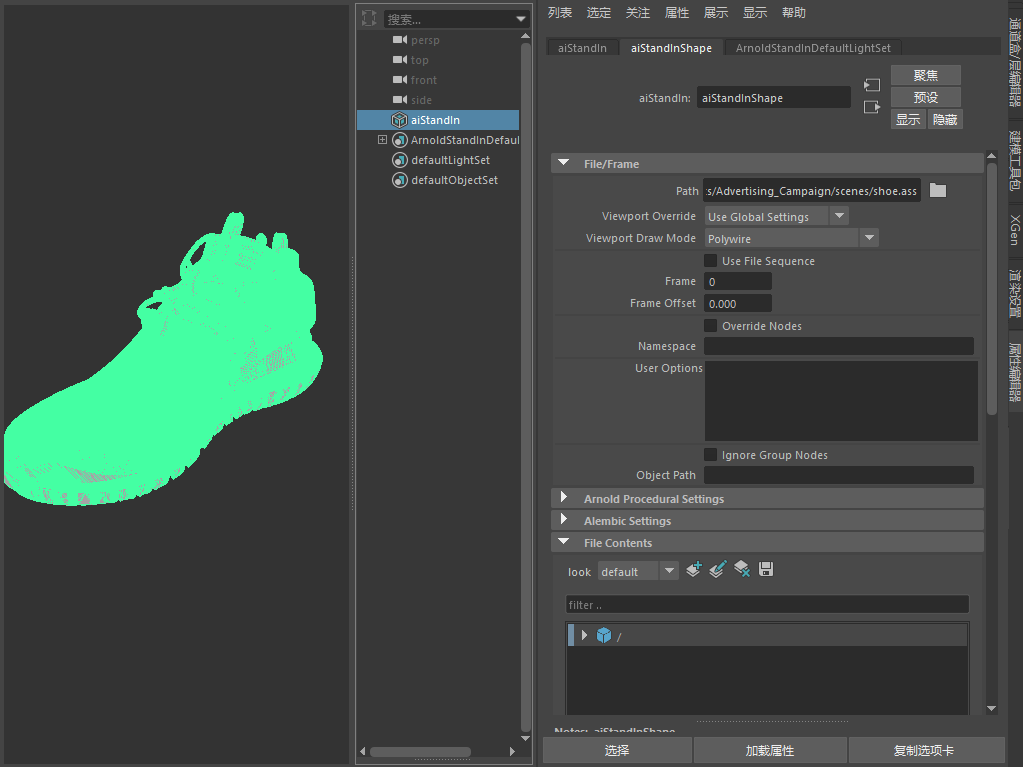 搜索...
persp
top
front
side
aiStandIn
ArnoldStandInDefaul
defaultLightSet
defaultObjectSet
列表 选定 关注 属性 展示 显示 帮助
aiStandIn aiStandInShape ArnoldStandInDefaultLightSet
aiStandIn: aiStandInShape
聚焦
预设
显示 隐藏
File/Frame
Path :s/Advertising_Campaign/scenes/shoe.ass
Viewport Override Use Global Settings
Viewport Draw Mode Polywire
Use File Sequence
Frame 0
Frame Offset 0.000
Override Nodes
Namespace
User Options
Ignore Group Nodes
Object Path
Arnold Procedural Settings
Alembic Settings
File Contents
look default
filter ..
/
Notes: aiStandInShape
选择 加载属性 复制选项卡
通道盒/层编辑器
建模工具包
XGen
渲染设置
属性编辑器